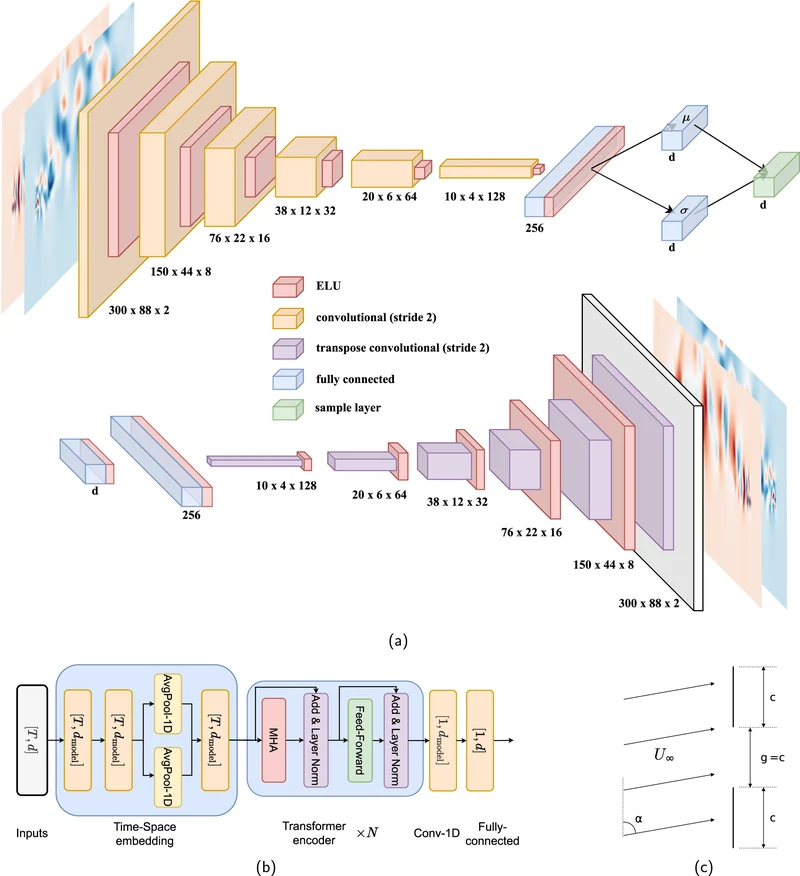 μ
d
σ
d
d
256
10 x 4 x 128
20 x 6 x 64
38 x 12 x 32
76 x 22 x 16
150 x 44 x 8
300 x 88 x 2
ELU
convolutional (stride 2)
transpose convolutional (stride 2)
fully connected
sample layer
d
256
10 x 4 x 128
20 x 6 x 64
38 x 12 x 32
76 x 22 x 16
150 x 44 x 8
300 x 88 x 2
(a)
[T, d]
[T, d_model]
[T, d_model]
AvgPool-1D
AvgPool-1D
[T, d_model]
MHA
Add & Layer Norm
Feed-Forward
Add & Layer Norm
[1, d_model]
[1, d]
Inputs
Time-Space
embedding
Transformer
encoder
×N
Conv-1D
Fully-
connected
(b)
U∞
α
c
g=c
c
(c)